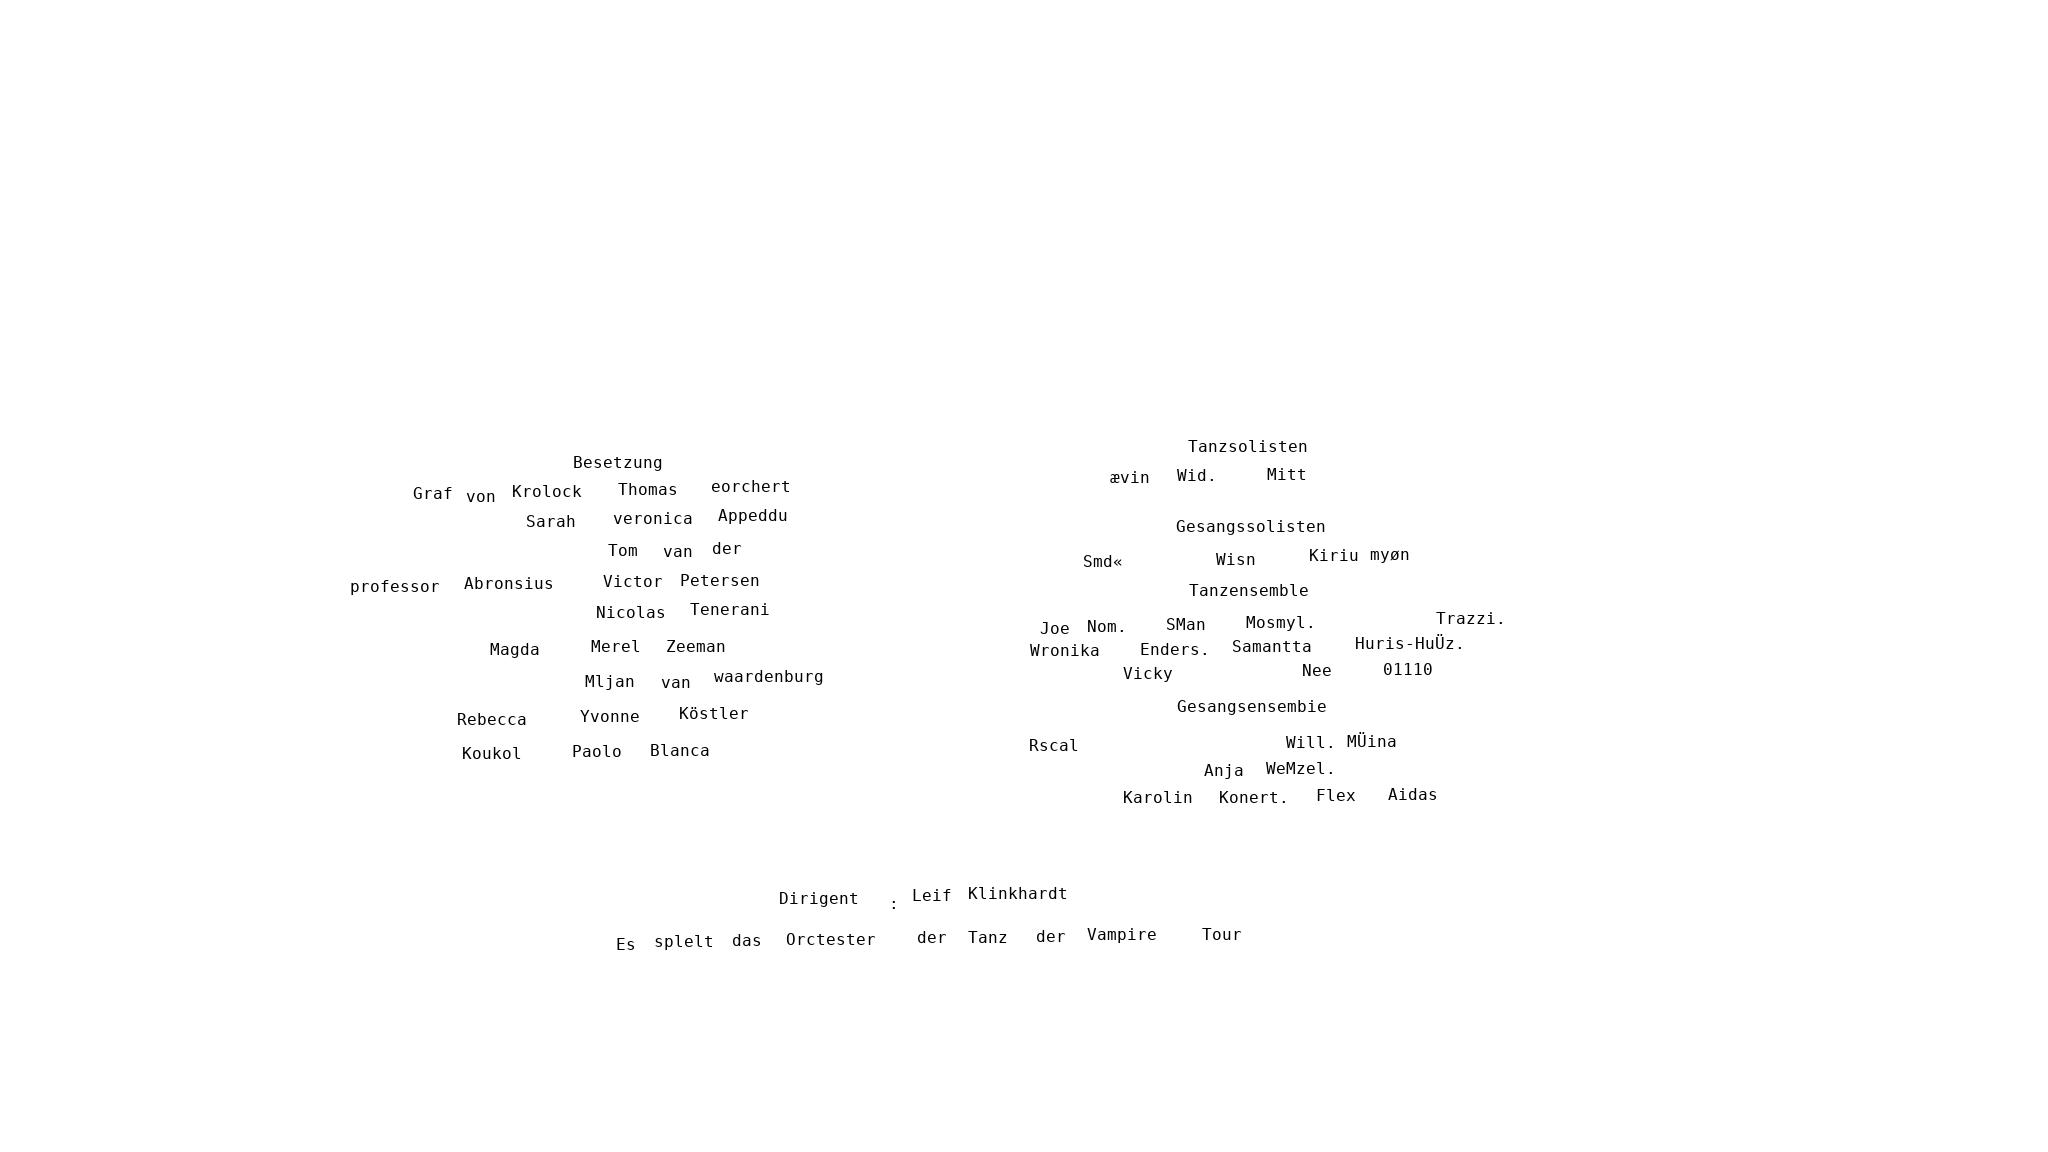 Besetzung
Graf von Krolock Thomas eorchert
Sarah veronica Appeddu
Tom van der
professor Abronsius Victor Petersen
Nicolas Tenerani
Magda Merel Zeeman
Mljan van waardenburg
Rebecca Yvonne Köstler
Koukol Paolo Blanca
Tanzsolisten
ævin Wid. Mitt
Gesangssolisten
Smd« Wisn Kiriu myøn
Tanzensemble
Joe Nom. SMan Mosmyl. Trazzi.
Wronika Enders. Samantta Huris-HuÜz.
Vicky Nee 01110
Gesangsensembie
Rscal Will. MÜina
Anja WeMzel.
Karolin Konert. Flex Aidas
Dirigent : Leif Klinkhardt
Es splelt das Orctester der Tanz der Vampire Tour